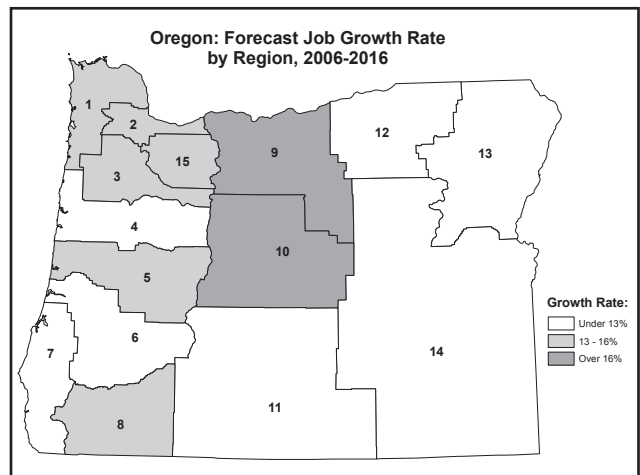 Oregon: Forecast Job Growth Rate
by Region, 2006-2016
1
2
3
15
9
12
13
4
5
10
6
7
8
11
14
Growth Rate:
Under 13%
13 - 16%
Over 16%